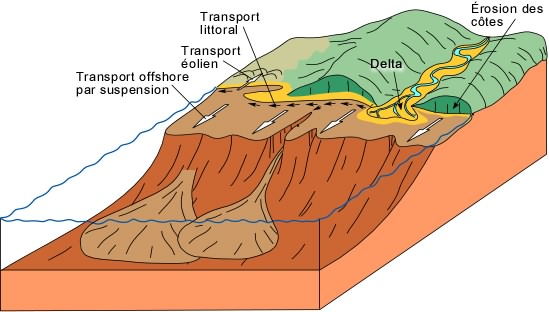 Transport
littoral
Érosion des
côtes
Transport
éolien
Delta
Transport offshore
par suspension